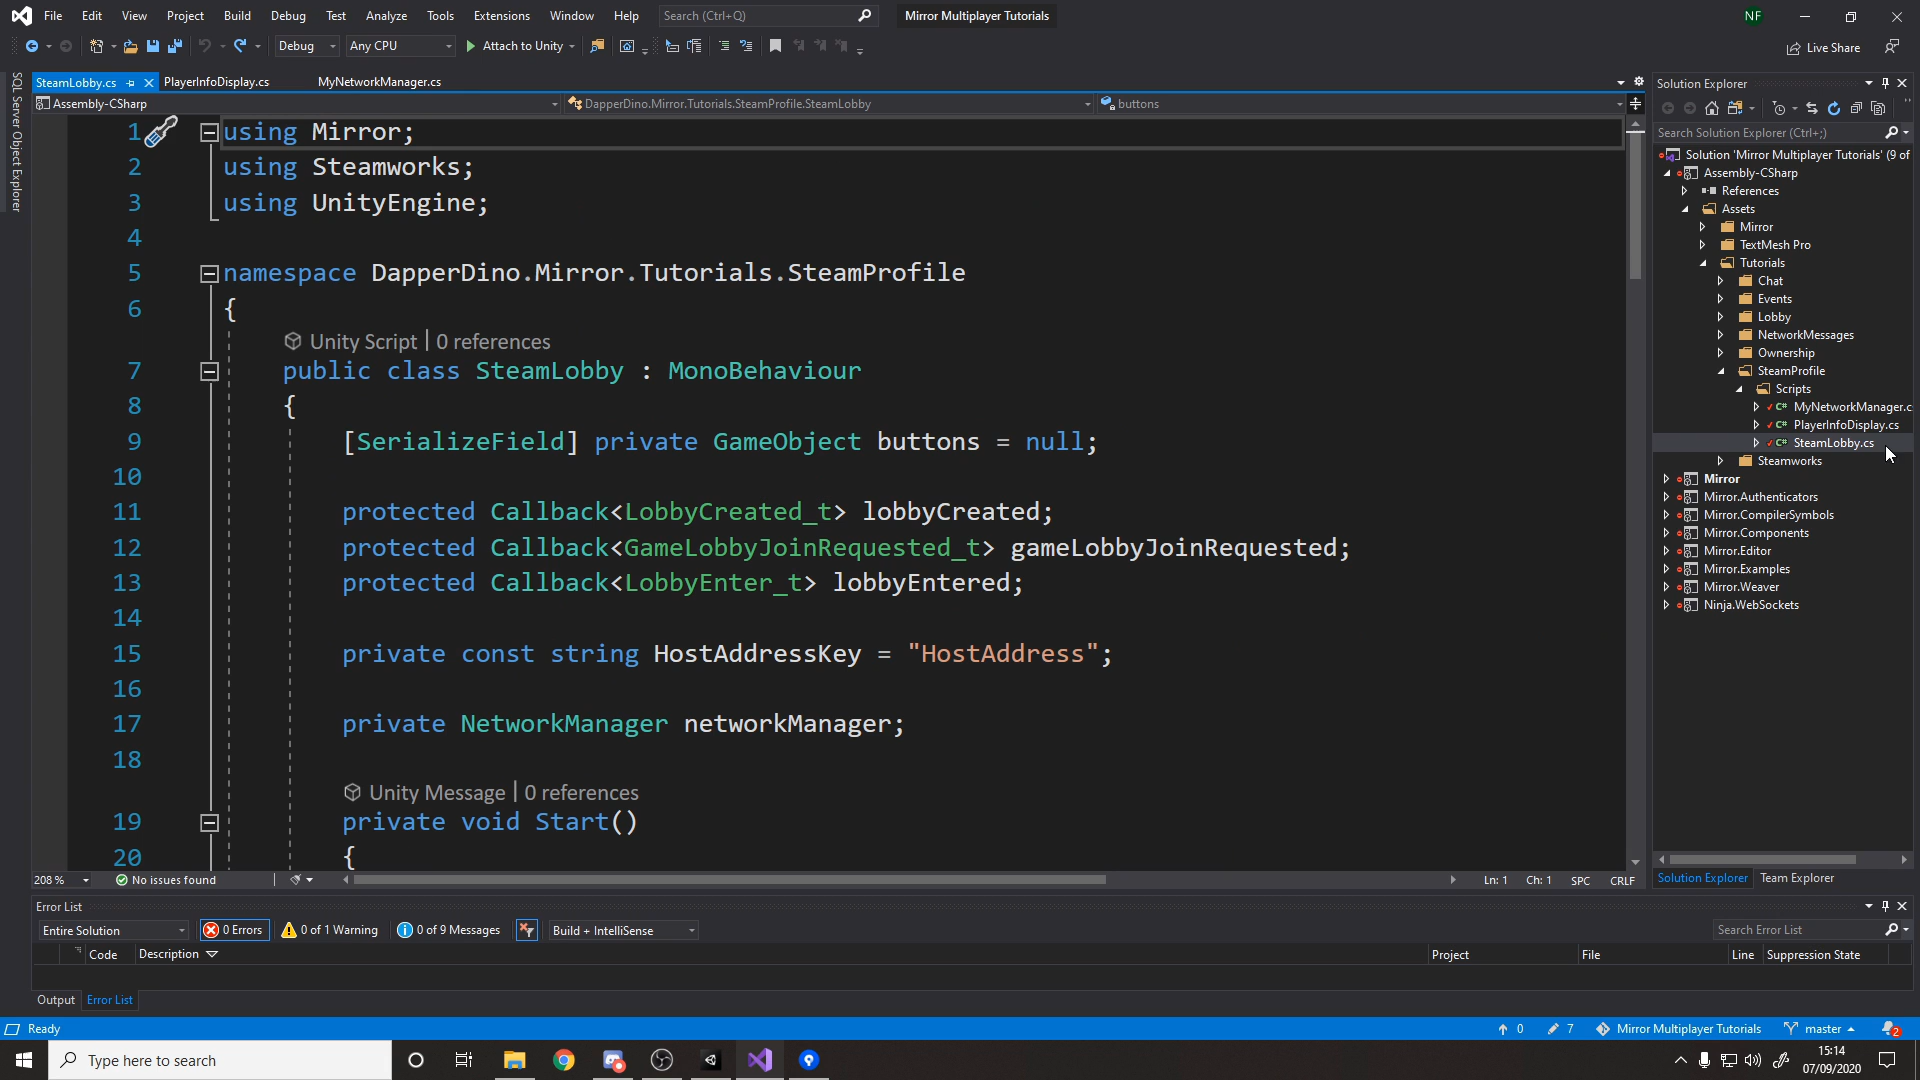 File Edit View Project Build Debug Test Analyze Tools Extensions Window Help Search (Ctrl+Q) Mirror Multiplayer Tutorials NF
Debug Any CPU Attach to Unity Live Share
SQL Server Object Explorer
SteamLobby.cs PlayerInfoDisplay.cs MyNetworkManager.cs
Assembly-CSharp DapperDino.Mirror.Tutorials.SteamProfile.SteamLobby buttons
1 using Mirror;
2 using Steamworks;
3 using UnityEngine;
4
5 namespace DapperDino.Mirror.Tutorials.SteamProfile
6 {
Unity Script | 0 references
7 public class SteamLobby : MonoBehaviour
8 {
9 [SerializeField] private GameObject buttons = null;
10
11 protected Callback<LobbyCreated_t> lobbyCreated;
12 protected Callback<GameLobbyJoinRequested_t> gameLobbyJoinRequested;
13 protected Callback<LobbyEnter_t> lobbyEntered;
14
15 private const string HostAddressKey = "HostAddress";
16
17 private NetworkManager networkManager;
18
Unity Message | 0 references
19 private void Start()
20 {
208 % No issues found Ln: 1 Ch: 1 SPC CRLF
Solution Explorer
Search Solution Explorer (Ctrl+;)
Solution 'Mirror Multiplayer Tutorials' (9 of
Assembly-CSharp
References
Assets
Mirror
TextMesh Pro
Tutorials
Chat
Events
Lobby
NetworkMessages
Ownership
SteamProfile
Scripts
C# MyNetworkManager.c
C# PlayerInfoDisplay.cs
C# SteamLobby.cs
Steamworks
Mirror
Mirror.Authenticators
Mirror.CompilerSymbols
Mirror.Components
Mirror.Editor
Mirror.Examples
Mirror.Weaver
Ninja.WebSockets
Solution Explorer Team Explorer
Error List
Entire Solution 0 Errors 0 of 1 Warning 0 of 9 Messages Build + IntelliSense Search Error List
Code Description Project File Line Suppression State
Output Error List
Ready 0 7 Mirror Multiplayer Tutorials master 2
Type here to search 15:14
07/09/2020